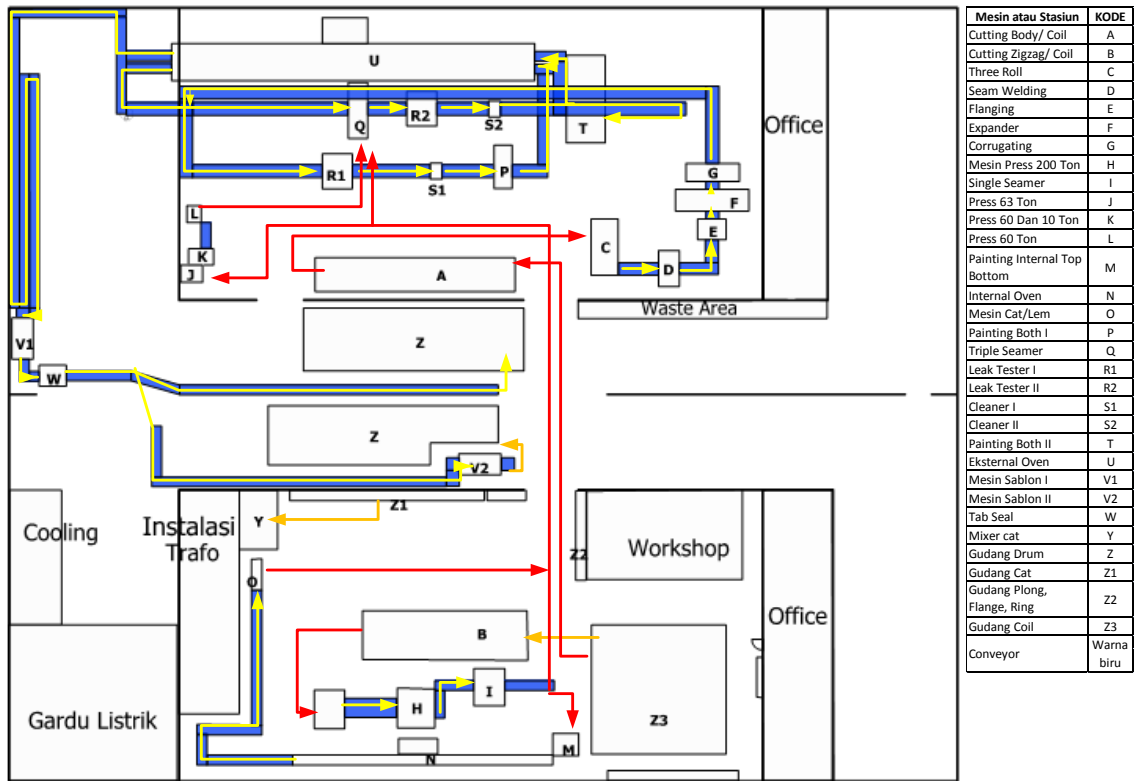 U
Q
R2
S2
T
Office
R1
S1
P
G
F
L
E
K
C
J
A
D
Waste Area
V1
Z
W
Z
V2
Z1
Cooling
Instalasi
Trafo
Y
Z2
Workshop
O
B
Office
I
H
Gardu Listrik
Z3
M
N
Mesin atau Stasiun KODE
Cutting Body/ Coil A
Cutting Zigzag/ Coil B
Three Roll C
Seam Welding D
Flanging E
Expander F
Corrugating G
Mesin Press 200 Ton H
Single Seamer I
Press 63 Ton J
Press 60 Dan 10 Ton K
Press 60 Ton L
Painting Internal Top
Bottom M
Internal Oven N
Mesin Cat/Lem O
Painting Both I P
Triple Seamer Q
Leak Tester I R1
Leak Tester II R2
Cleaner I S1
Cleaner II S2
Painting Both II T
Eksternal Oven U
Mesin Sablon I V1
Mesin Sablon II V2
Tab Seal W
Mixer cat Y
Gudang Drum Z
Gudang Cat Z1
Gudang Plong,
Flange, Ring Z2
Gudang Coil Z3
Conveyor Warna
biru